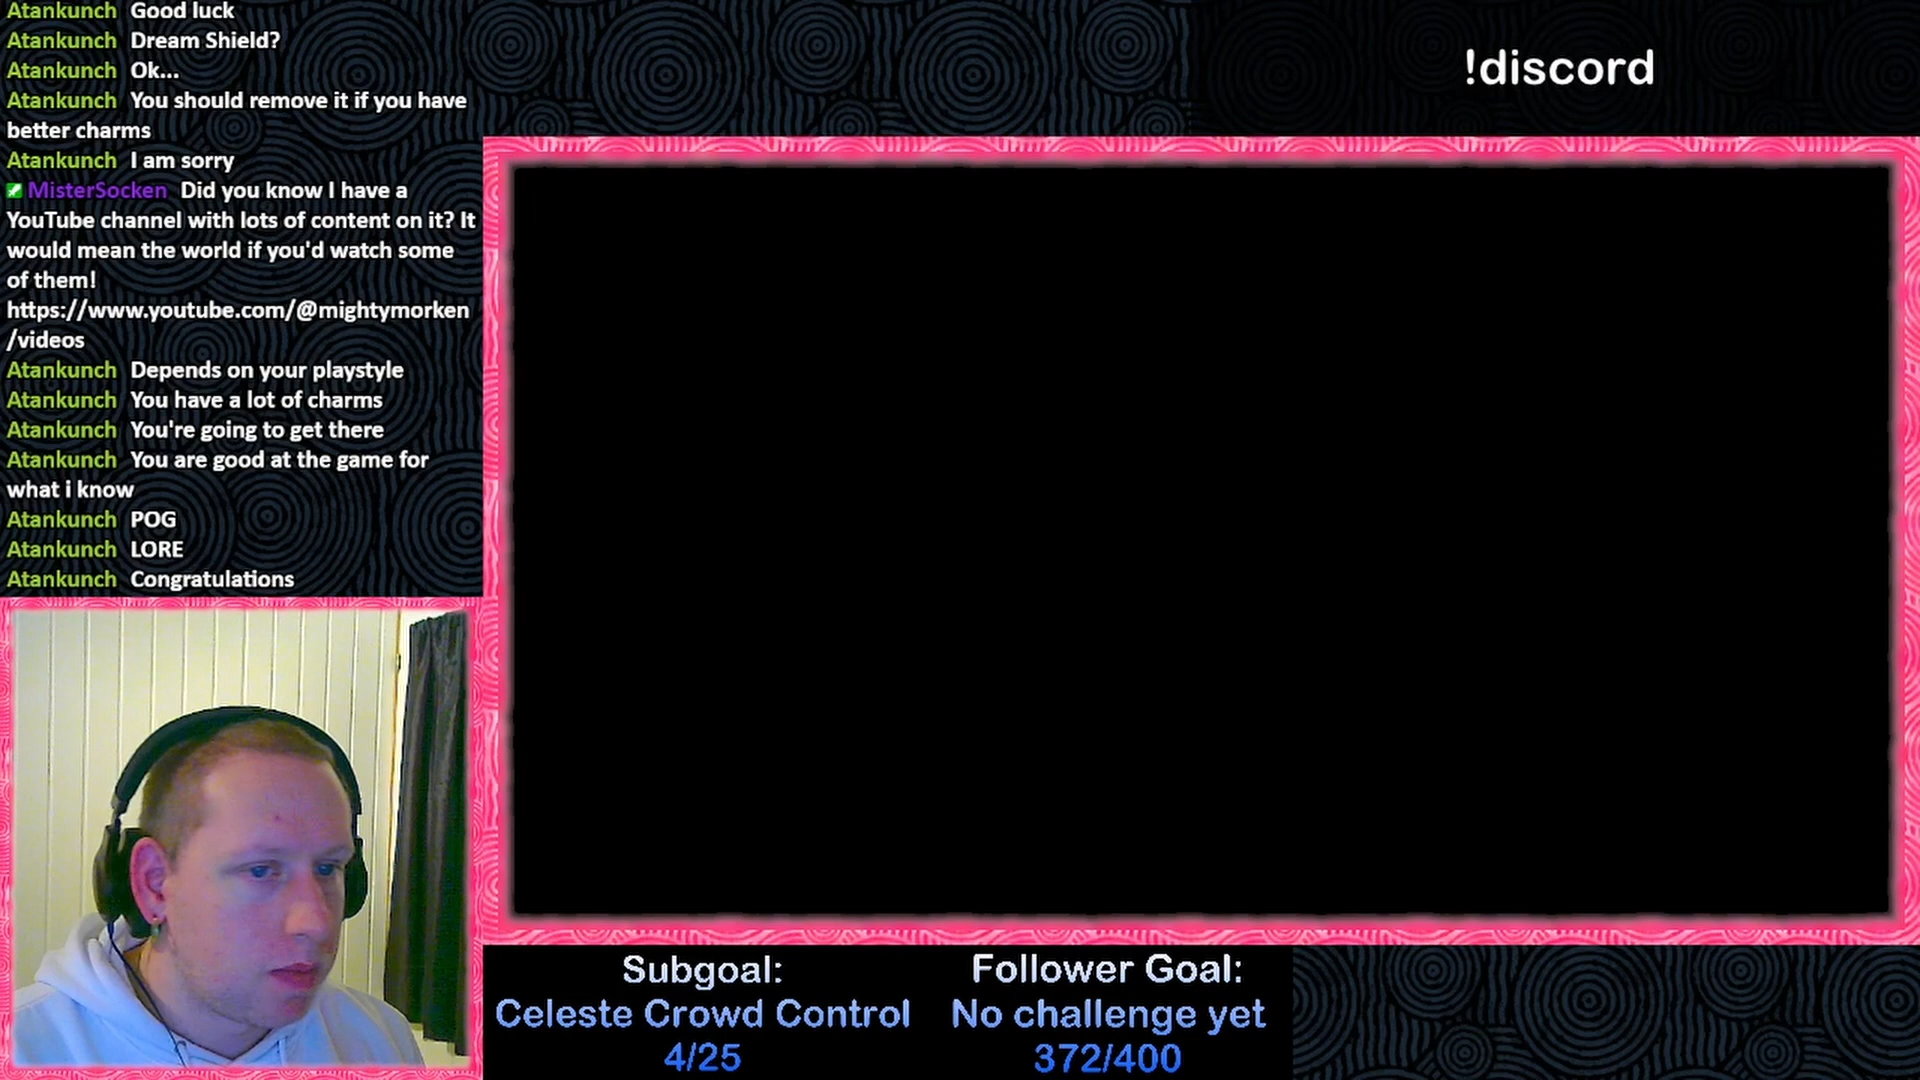 Atankunch Good luck
Atankunch Dream Shield?
Atankunch Ok...
Atankunch You should remove it if you have
better charms
Atankunch I am sorry
MisterSocken Did you know I have a
YouTube channel with lots of content on it? It
would mean the world if you'd watch some
of them!
https://www.youtube.com/@mightymorken
/videos
Atankunch Depends on your playstyle
Atankunch You have a lot of charms
Atankunch You're going to get there
Atankunch You are good at the game for
what i know
Atankunch POG
Atankunch LORE
Atankunch Congratulations
!discord
Subgoal:
Celeste Crowd Control
4/25
Follower Goal:
No challenge yet
372/400